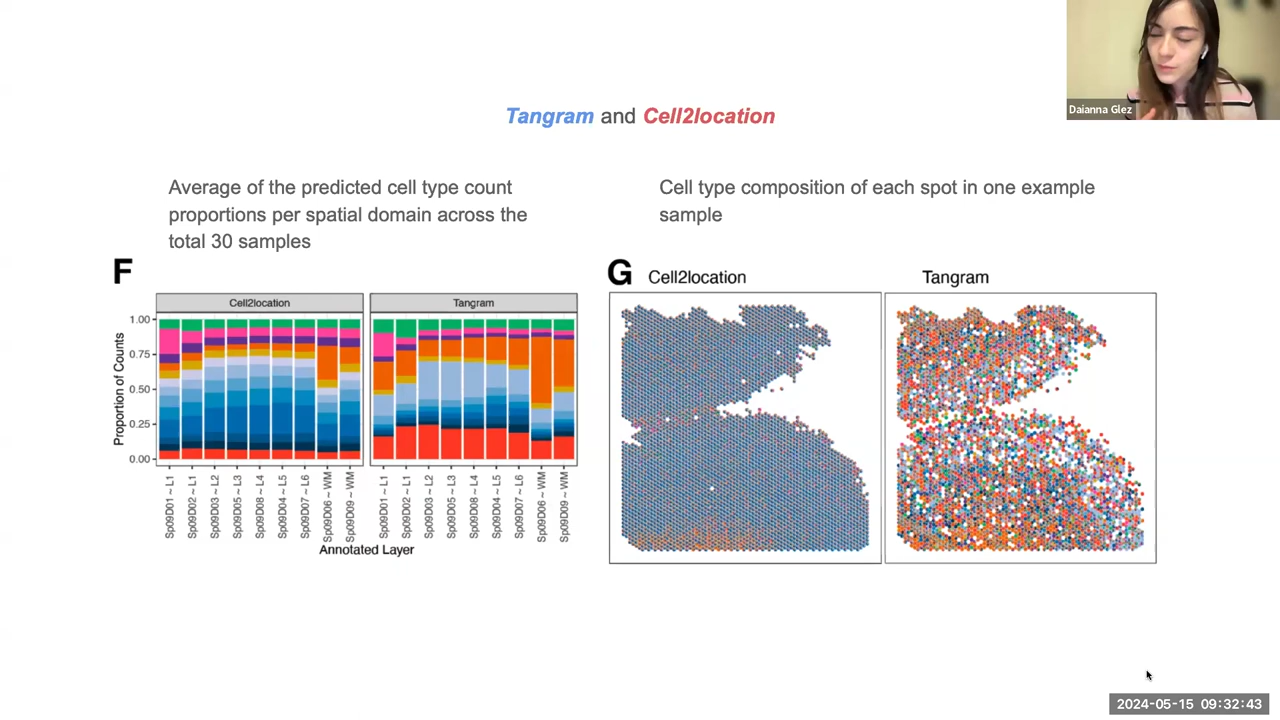 Daianna Glez
Tangram and Cell2location
Average of the predicted cell type count
proportions per spatial domain across the
total 30 samples
Cell type composition of each spot in one example
sample
F
Cell2location
Tangram
Proportion of Counts
1.00
0.75
0.50
0.25
0.00
Sp09D01 ~ L1
Sp09D02 ~ L1
Sp09D03 ~ L2
Sp09D05 ~ L3
Sp09D08 ~ L4
Sp09D04 ~ L5
Sp09D07 ~ L6
Sp09D06 ~ WM
Sp09D09 ~ WM
Sp09D01 ~ L1
Sp09D02 ~ L1
Sp09D03 ~ L2
Sp09D05 ~ L3
Sp09D08 ~ L4
Sp09D04 ~ L5
Sp09D07 ~ L6
Sp09D06 ~ WM
Sp09D09 ~ WM
Annotated Layer
G Cell2location
Tangram
2024-05-15 09:32:43